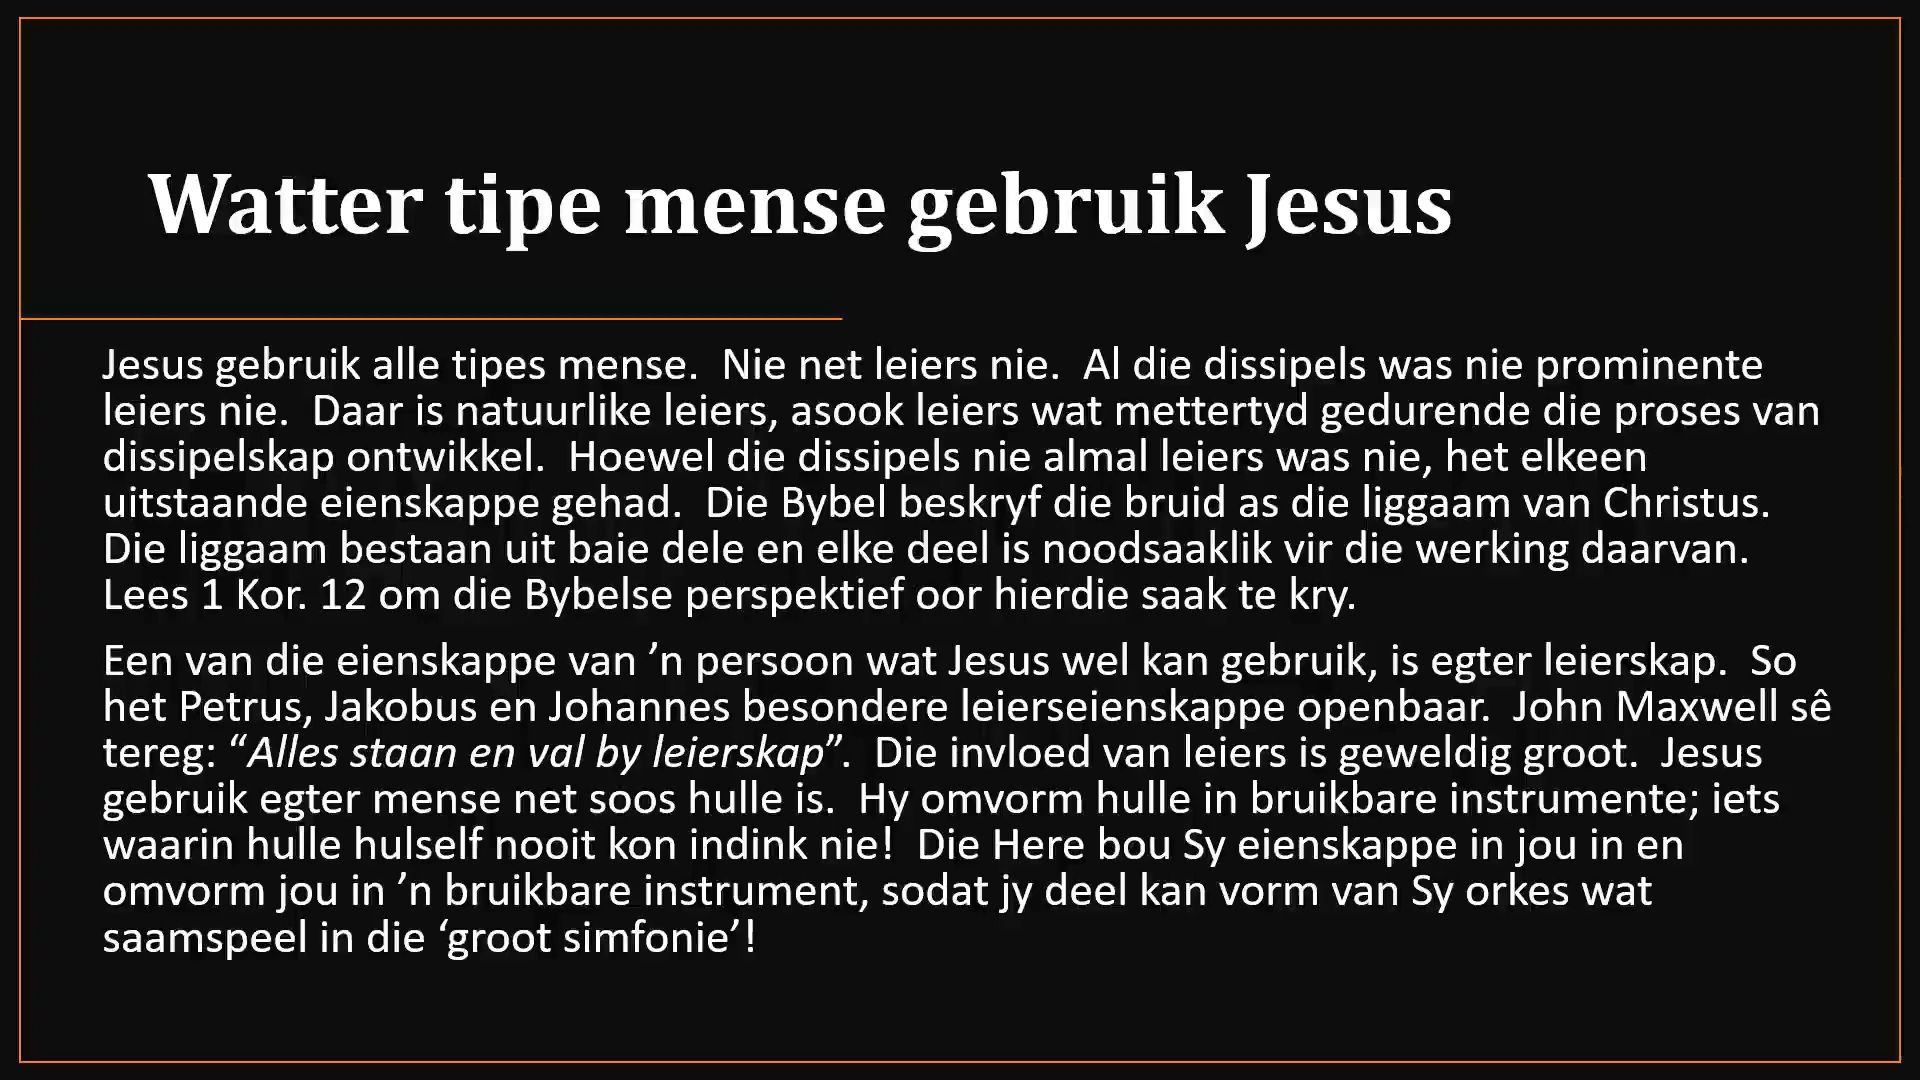 Watter tipe mense gebruik Jesus
Jesus gebruik alle tipes mense.  Nie net leiers nie.  Al die dissipels was nie prominente
leiers nie.  Daar is natuurlike leiers, asook leiers wat mettertyd gedurende die proses van
dissipelskap ontwikkel.  Hoewel die dissipels nie almal leiers was nie, het elkeen
uitstaande eienskappe gehad.  Die Bybel beskryf die bruid as die liggaam van Christus.
Die liggaam bestaan uit baie dele en elke deel is noodsaaklik vir die werking daarvan.
Lees 1 Kor. 12 om die Bybelse perspektief oor hierdie saak te kry.
Een van die eienskappe van ’n persoon wat Jesus wel kan gebruik, is egter leierskap.  So
het Petrus, Jakobus en Johannes besondere leierseienskappe openbaar.  John Maxwell sê
tereg: “Alles staan en val by leierskap”.  Die invloed van leiers is geweldig groot.  Jesus
gebruik egter mense net soos hulle is.  Hy omvorm hulle in bruikbare instrumente; iets
waarin hulle hulself nooit kon indink nie!  Die Here bou Sy eienskappe in jou in en
omvorm jou in ’n bruikbare instrument, sodat jy deel kan vorm van Sy orkes wat
saamspeel in die ‘groot simfonie’!